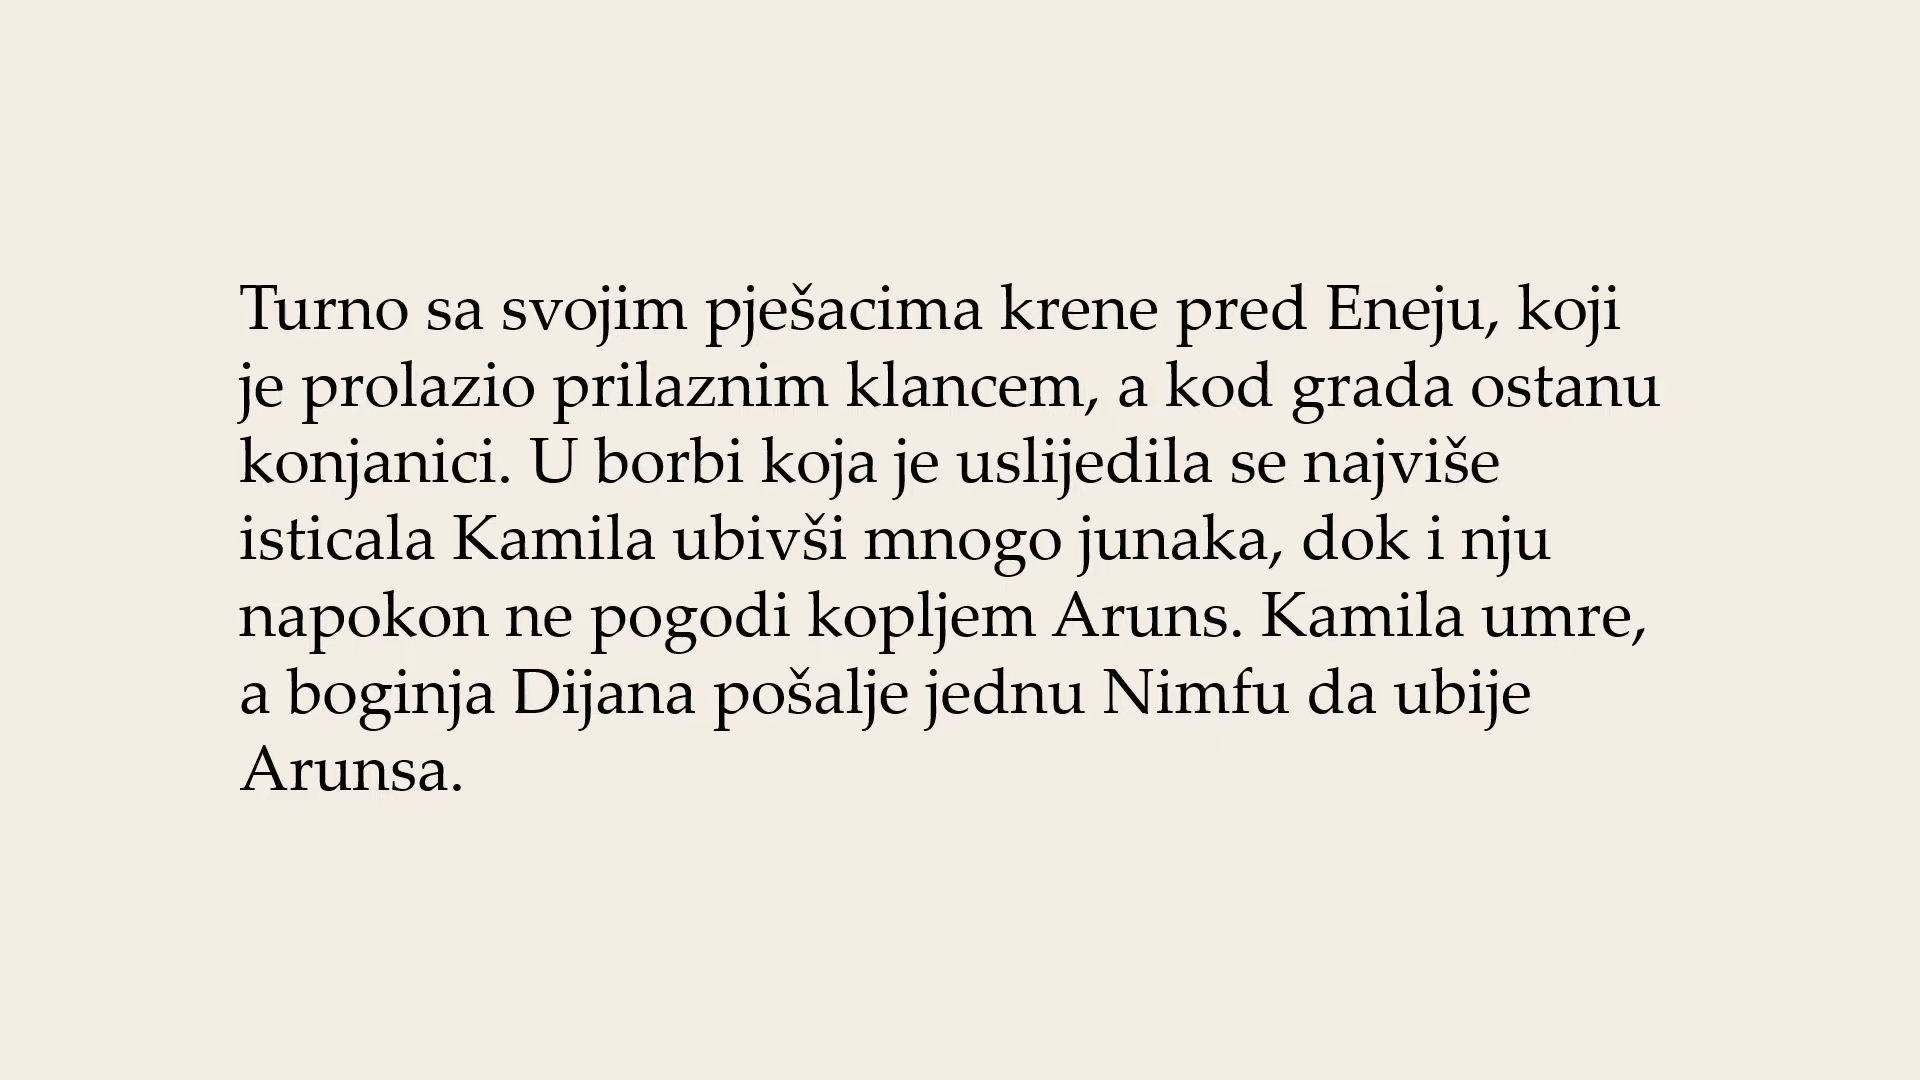 Turno sa svojim pješacima krene pred Eneju, koji
je prolazio prilaznim klancem, a kod grada ostanu
konjanici. U borbi koja je uslijedila se najviše
isticala Kamila ubivši mnogo junaka, dok i nju
napokon ne pogodi kopljem Aruns. Kamila umre,
a boginja Dijana pošalje jednu Nimfu da ubije
Arunsa.